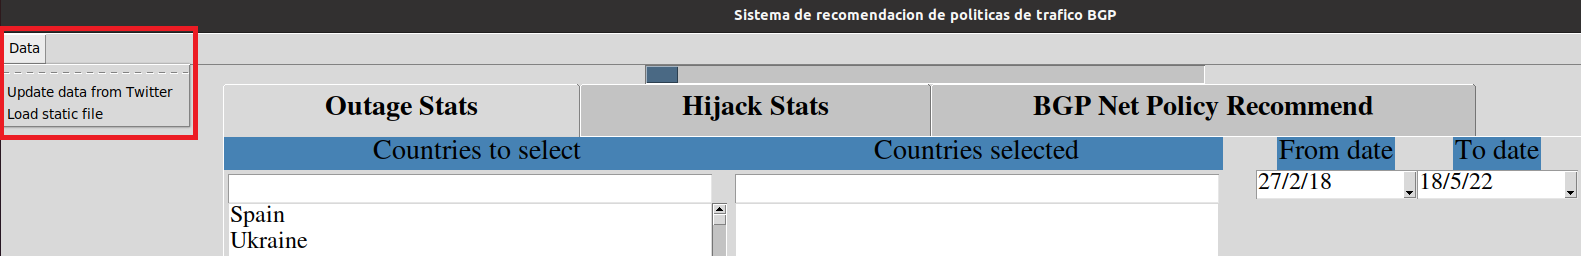 Sistema de recomendacion de politicas de trafico BGP
Data
Update data from Twitter
Load static file
Outage Stats
Hijack Stats
BGP Net Policy Recommend
Countries to select
Countries selected
From date
To date
27/2/18
18/5/22
Spain
Ukraine